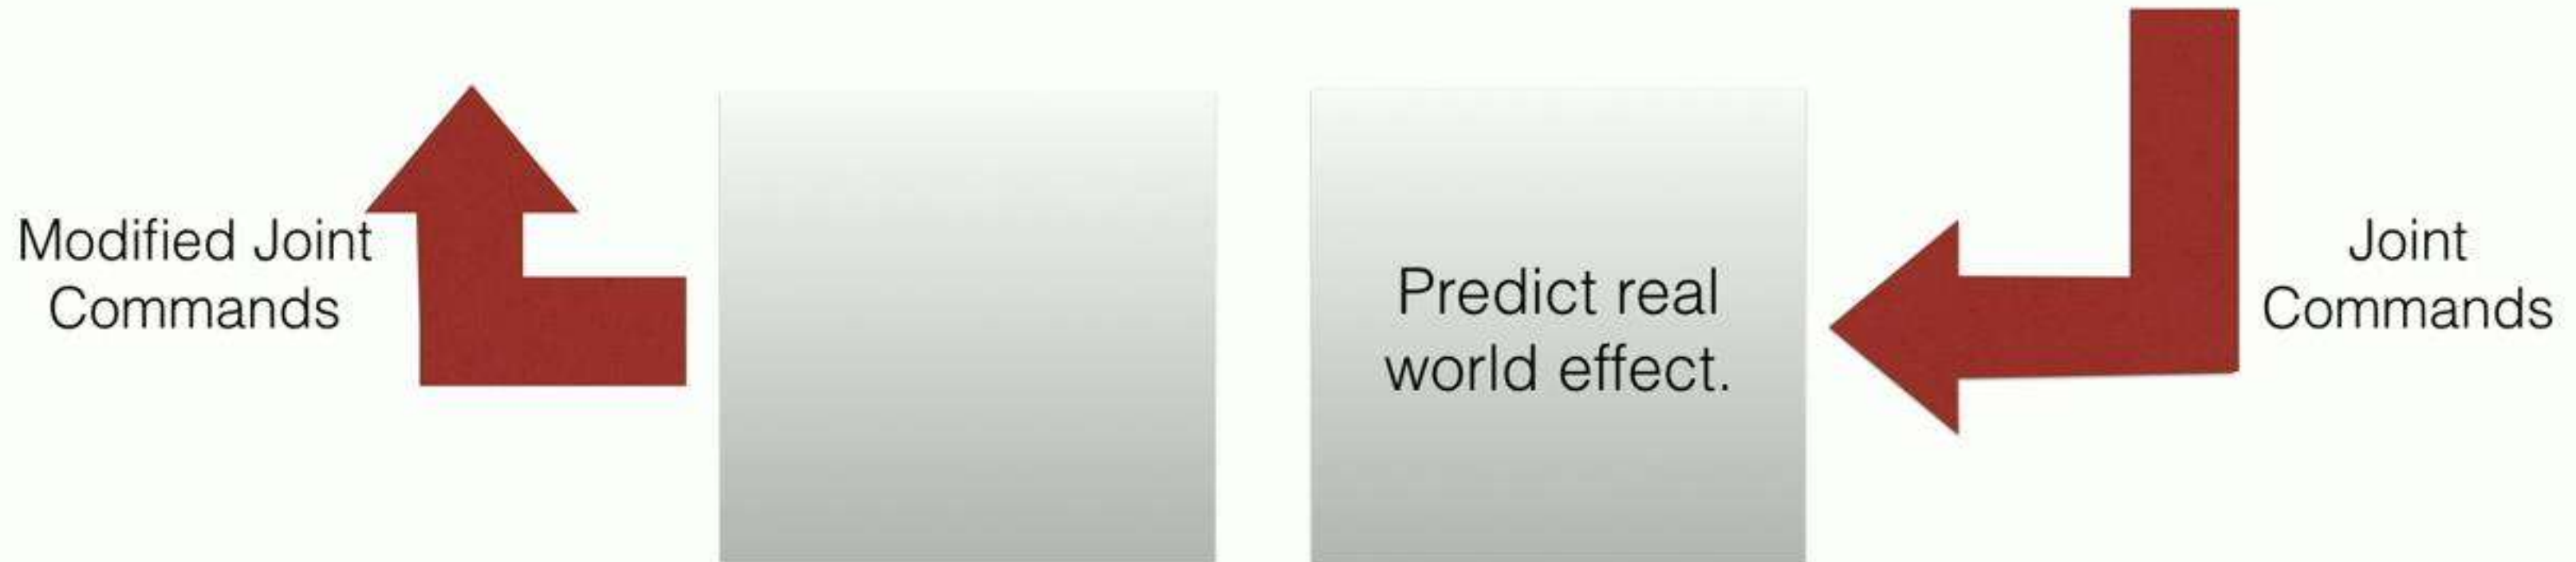 Modified Joint
Commands
Predict real
world effect.
Joint
Commands